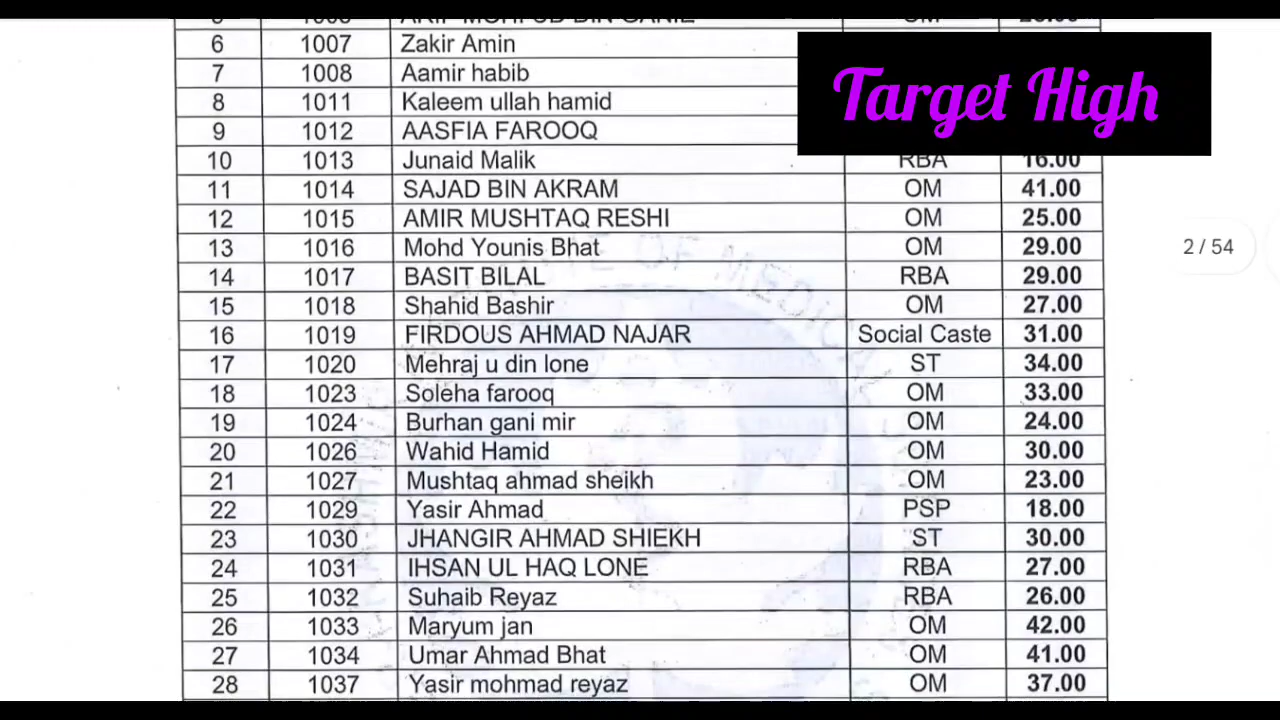 6 1007 Zakir Amin
7 1008 Aamir habib
8 1011 Kaleem ullah hamid
9 1012 AASFIA FAROOQ
Target High
10 1013 Junaid Malik RBA 16.00
11 1014 SAJAD BIN AKRAM OM 41.00
12 1015 AMIR MUSHTAQ RESHI OM 25.00
13 1016 Mohd Younis Bhat OM 29.00
2 / 54
14 1017 BASIT BILAL RBA 29.00
15 1018 Shahid Bashir OM 27.00
16 1019 FIRDOUS AHMAD NAJAR Social Caste 31.00
17 1020 Mehraj u din lone ST 34.00
18 1023 Soleha farooq OM 33.00
19 1024 Burhan gani mir OM 24.00
20 1026 Wahid Hamid OM 30.00
21 1027 Mushtaq ahmad sheikh OM 23.00
22 1029 Yasir Ahmad PSP 18.00
23 1030 JHANGIR AHMAD SHIEKH ST 30.00
24 1031 IHSAN UL HAQ LONE RBA 27.00
25 1032 Suhaib Reyaz RBA 26.00
26 1033 Maryum jan OM 42.00
27 1034 Umar Ahmad Bhat OM 41.00
28 1037 Yasir mohmad reyaz OM 37.00